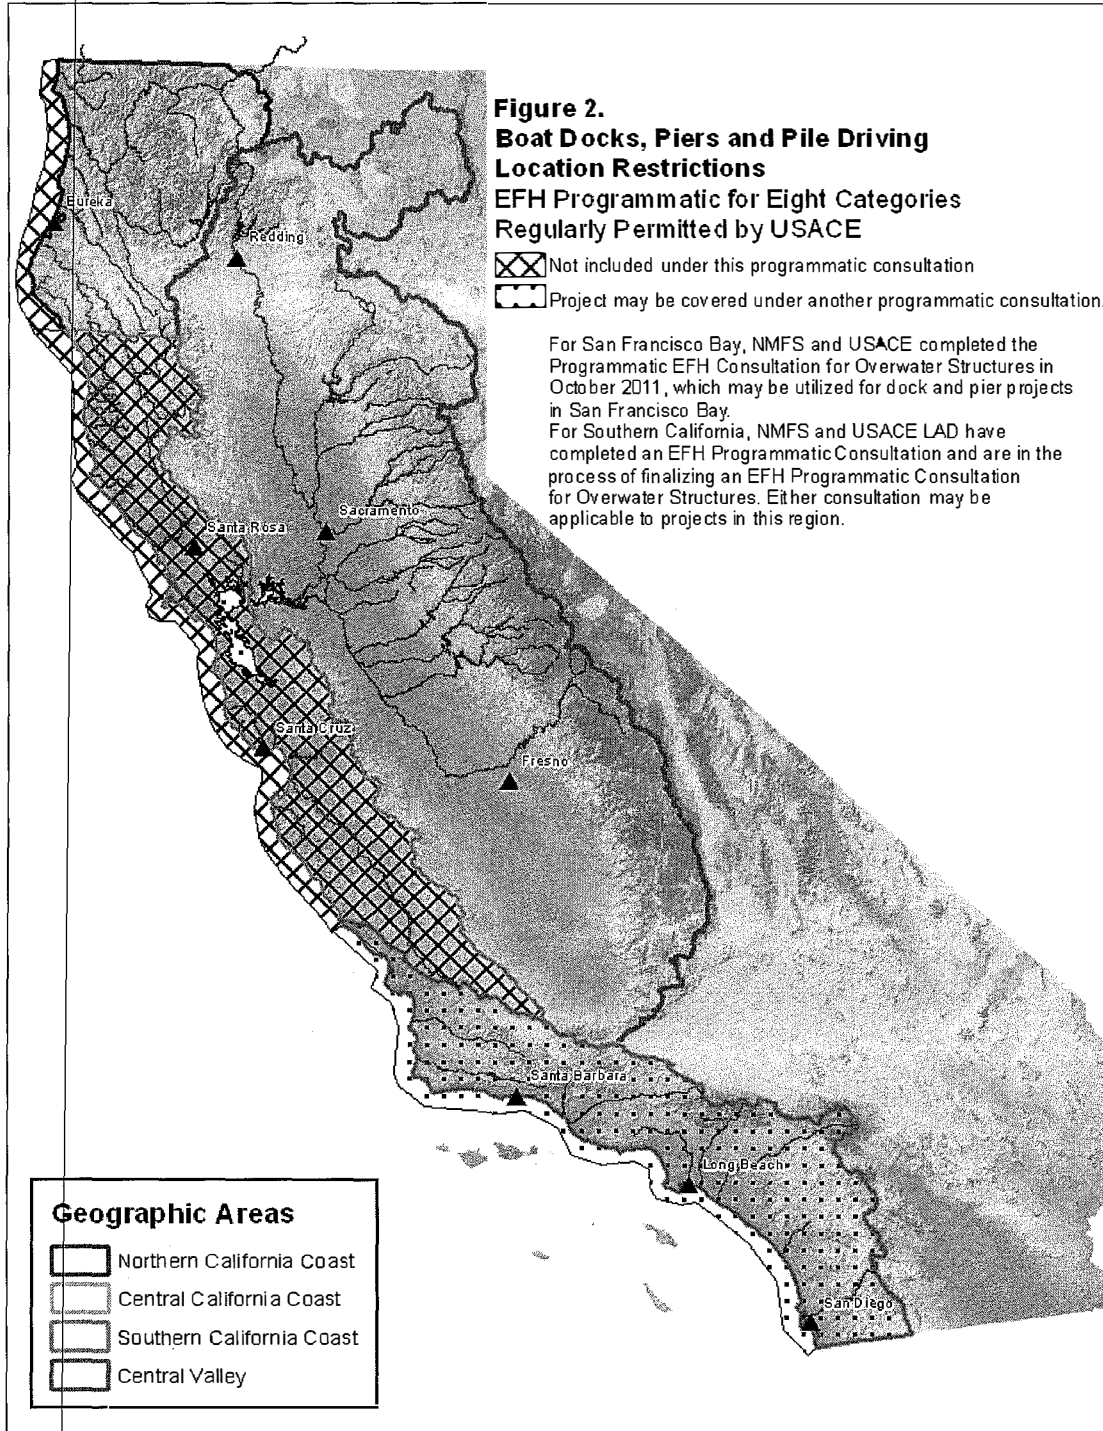 Figure 2.
Boat Docks, Piers and Pile Driving
Location Restrictions
EFH Programmatic for Eight Categories
Regularly Permitted by USACE
Not included under this programmatic consultation
Project may be covered under another programmatic consultation.
For San Francisco Bay, NMFS and USACE completed the
Programmatic EFH Consultation for Overwater Structures in
October 2011, which may be utilized for dock and pier projects
in San Francisco Bay.
For Southern California, NMFS and USACE LAD have
completed an EFH Programmatic Consultation and are in the
process of finalizing an EFH Programmatic Consultation
for Overwater Structures. Either consultation may be
applicable to projects in this region.
Eureka
Redding
Santa Rosa
Sacramento
Santa Cruz
Fresno
Santa Barbara
Long Beach
San Diego
Geographic Areas
Northern California Coast
Central California Coast
Southern California Coast
Central Valley